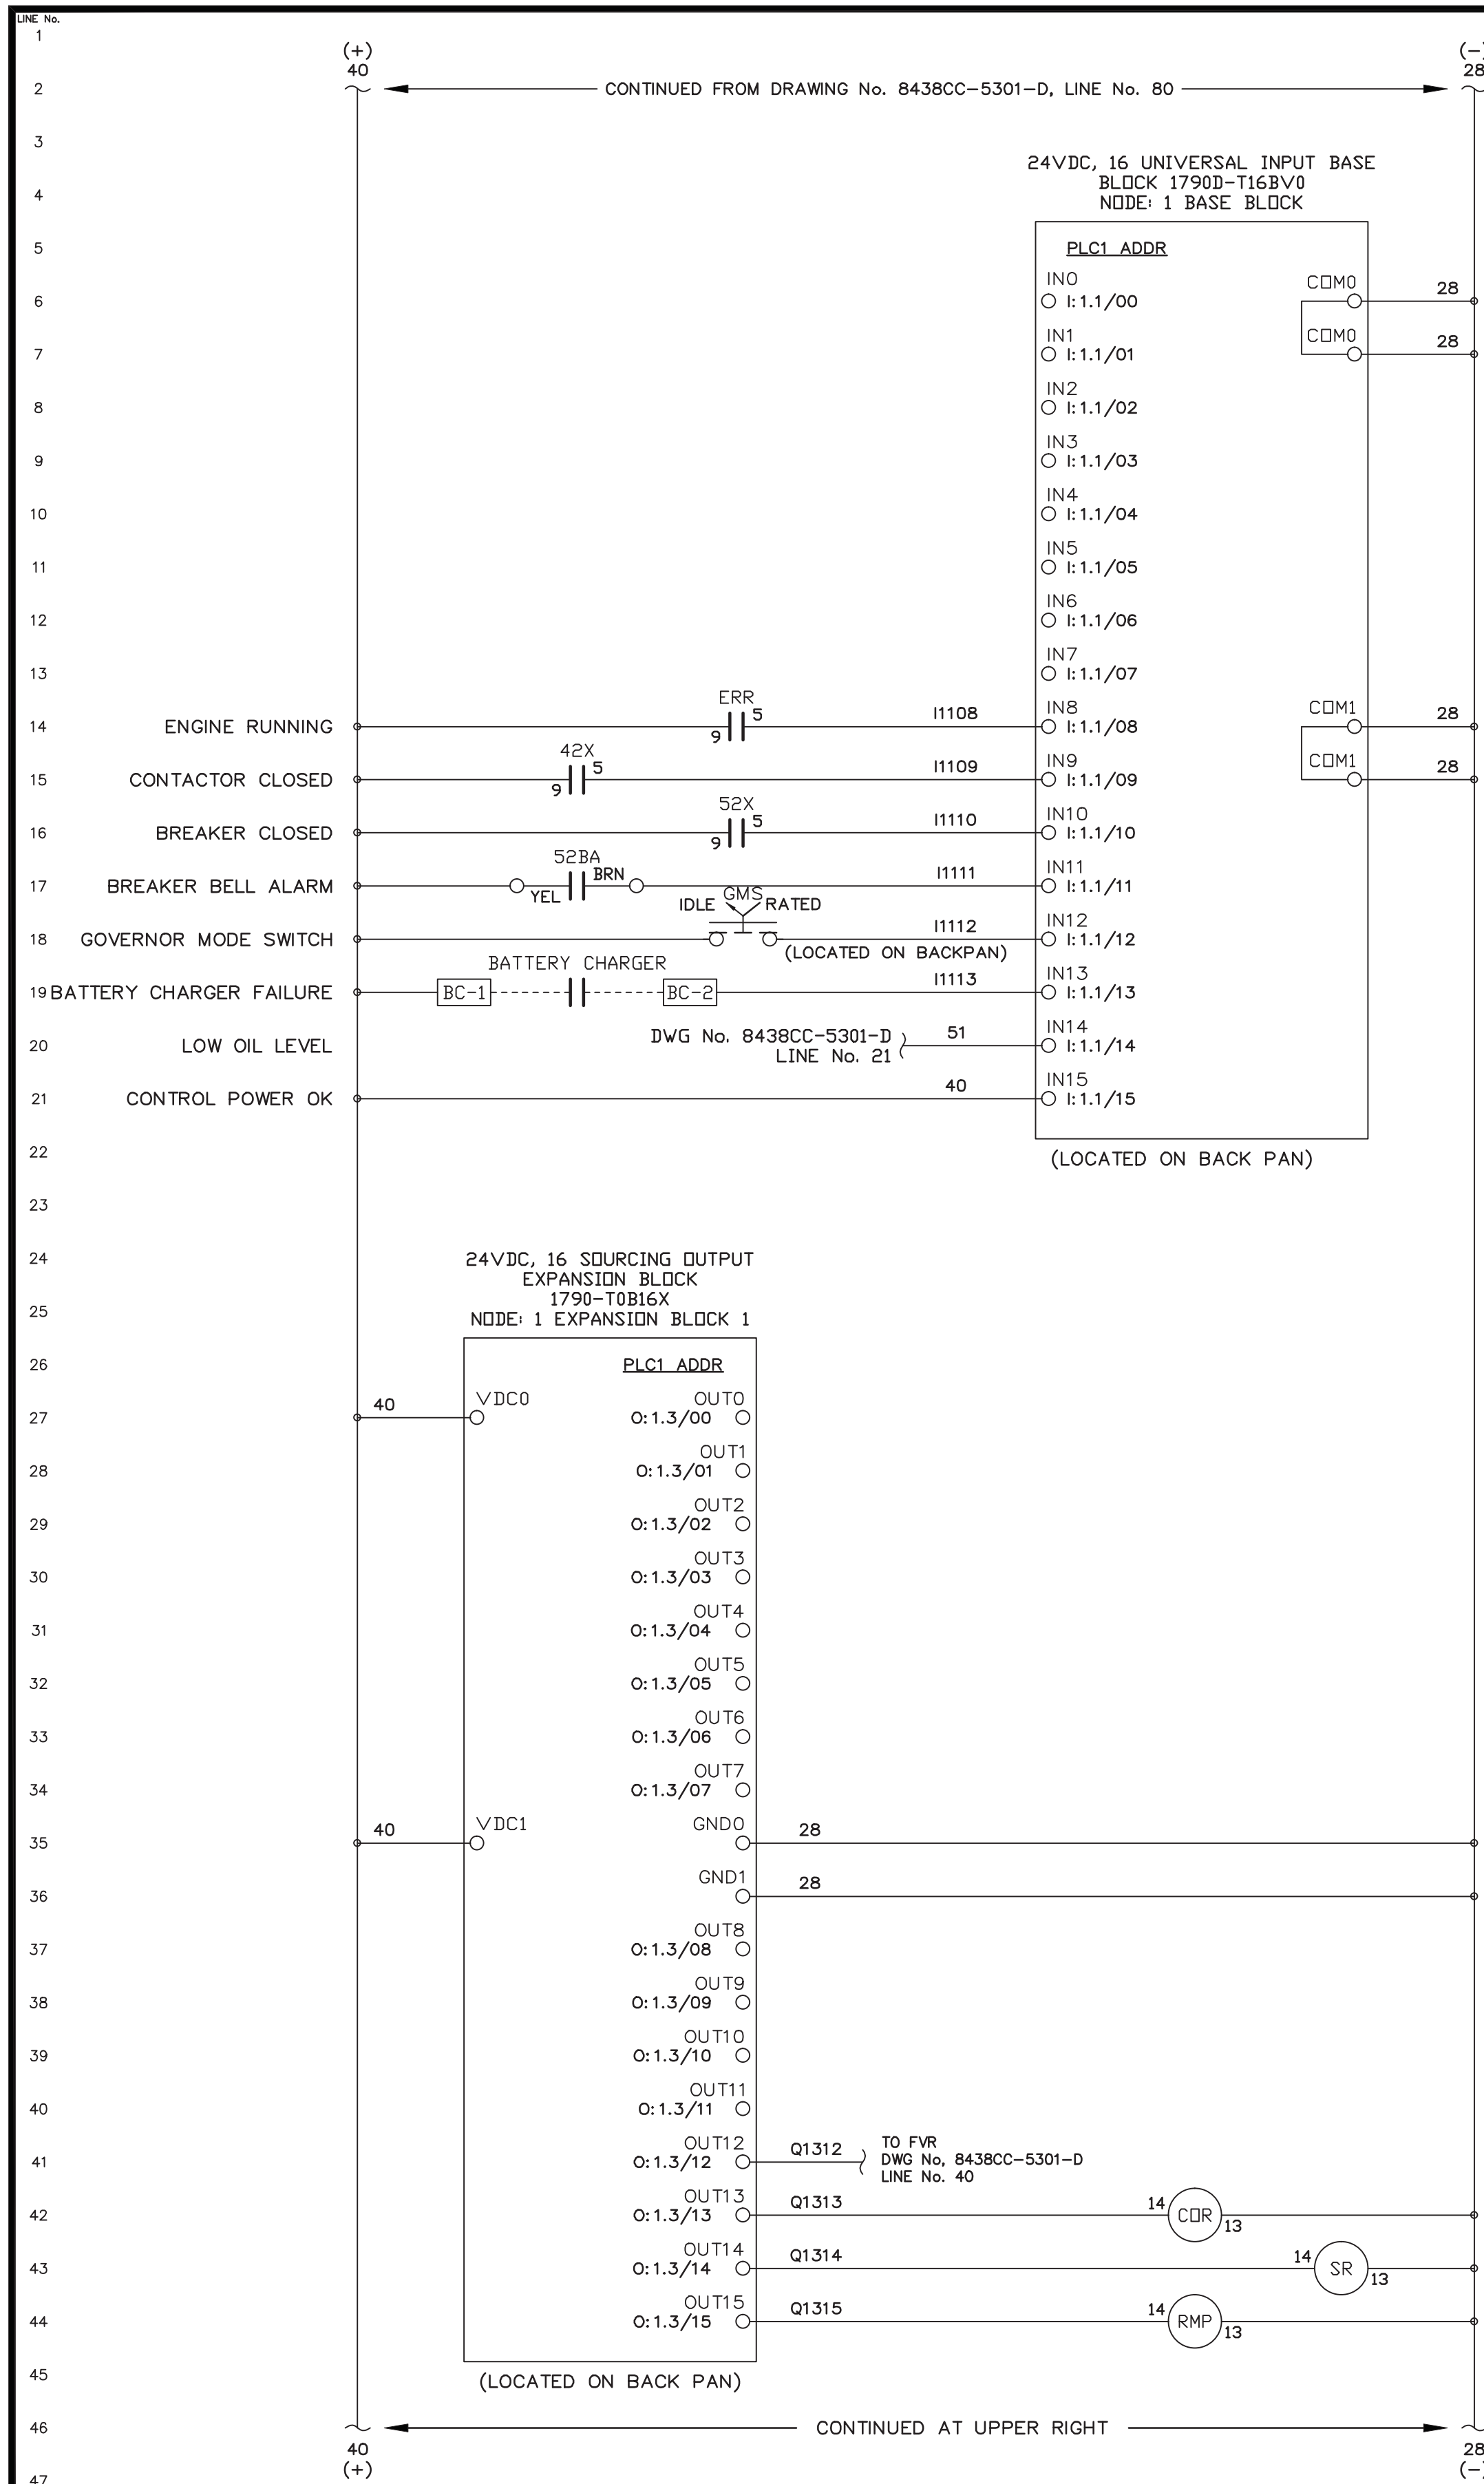 LINE No.
1
(+)
40
(-)
28
2
CONTINUED FROM DRAWING No. 8438CC-5301-D, LINE No. 80
3
24VDC, 16 UNIVERSAL INPUT BASE
4
BLOCK 1790D-T16BV0
NODE: 1 BASE BLOCK
5
PLC1 ADDR
IN0
COM0
6
I:1.1/00
28
IN1
COM0
7
I:1.1/01
28
IN2
8
I:1.1/02
IN3
9
I:1.1/03
IN4
10
I:1.1/04
IN5
11
I:1.1/05
IN6
12
I:1.1/06
IN7
13
I:1.1/07
14
ENGINE RUNNING
ERR
9
5
I1108
IN8
I:1.1/08
COM1
28
15
CONTACTOR CLOSED
42X
9
5
I1109
IN9
I:1.1/09
COM1
28
16
BREAKER CLOSED
52X
9
5
I1110
IN10
I:1.1/10
17
BREAKER BELL ALARM
52BA
YEL
BRN
I1111
IN11
I:1.1/11
18
GOVERNOR MODE SWITCH
GMS
IDLE
RATED
(LOCATED ON BACKPAN)
I1112
IN12
I:1.1/12
19
BATTERY CHARGER FAILURE
BATTERY CHARGER
BC-1
BC-2
I1113
IN13
I:1.1/13
20
LOW OIL LEVEL
DWG No. 8438CC-5301-D
LINE No. 21
51
IN14
I:1.1/14
21
CONTROL POWER OK
40
IN15
I:1.1/15
22
(LOCATED ON BACK PAN)
23
24
24VDC, 16 SOURCING OUTPUT
EXPANSION BLOCK
25
1790-T0B16X
NODE: 1 EXPANSION BLOCK 1
26
PLC1 ADDR
27
40
VDC0
OUT0
O:1.3/00
OUT1
28
O:1.3/01
OUT2
29
O:1.3/02
OUT3
30
O:1.3/03
OUT4
31
O:1.3/04
OUT5
32
O:1.3/05
OUT6
33
O:1.3/06
OUT7
34
O:1.3/07
35
40
VDC1
GND0
28
36
GND1
28
OUT8
37
O:1.3/08
OUT9
38
O:1.3/09
OUT10
39
O:1.3/10
OUT11
40
O:1.3/11
OUT12
41
O:1.3/12
Q1312
TO FVR
DWG No, 8438CC-5301-D
LINE No. 40
OUT13
42
O:1.3/13
Q1313
14
COR
13
OUT14
43
O:1.3/14
Q1314
14
SR
13
OUT15
44
O:1.3/15
Q1315
14
RMP
13
45
(LOCATED ON BACK PAN)
46
CONTINUED AT UPPER RIGHT
40
(+)
28
(-)
47